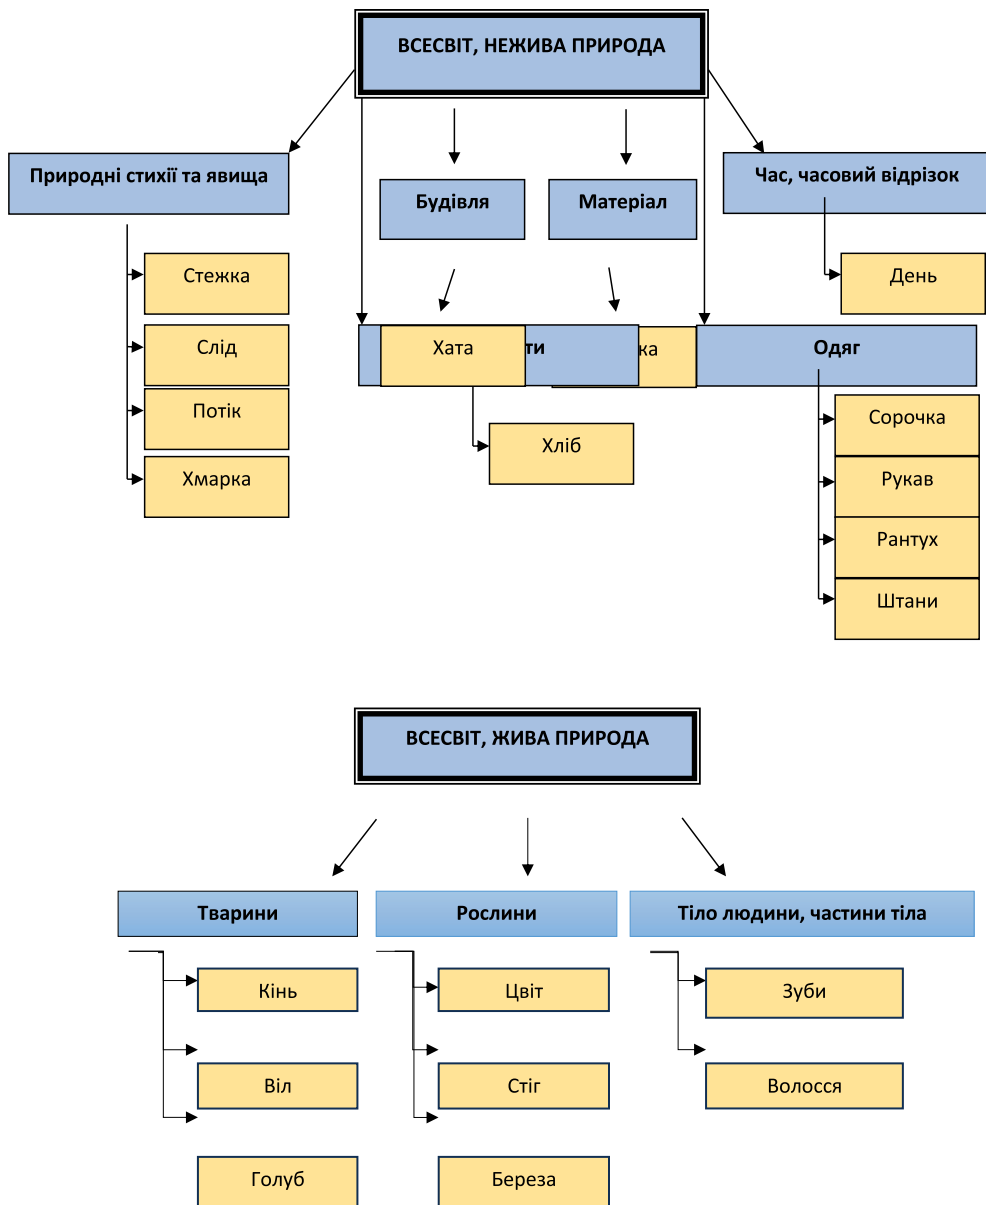 ВСЕСВІТ, НЕЖИВА ПРИРОДА
Природні стихії та явища
Будівля
Матеріал
Час, часовий відрізок
Стежка
Слід
Потік
Хмарка
Хата
Хліб
День
Одяг
Сорочка
Рукав
Рантух
Штани
ВСЕСВІТ, ЖИВА ПРИРОДА
Тварини
Рослини
Тіло людини, частини тіла
Кінь
Цвіт
Зуби
Віл
Стіг
Волосся
Голуб
Береза